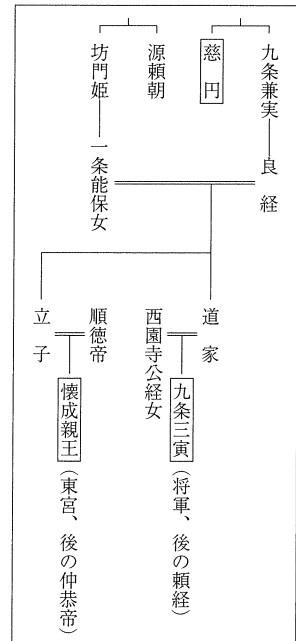 九条兼実
慈円
源頼朝
坊門姫
良経
一条能保女
道家
西園寺公経女
順徳帝
立子
九条三寅（将軍、後の頼経）
懐成親王（東宮、後の仲恭帝）